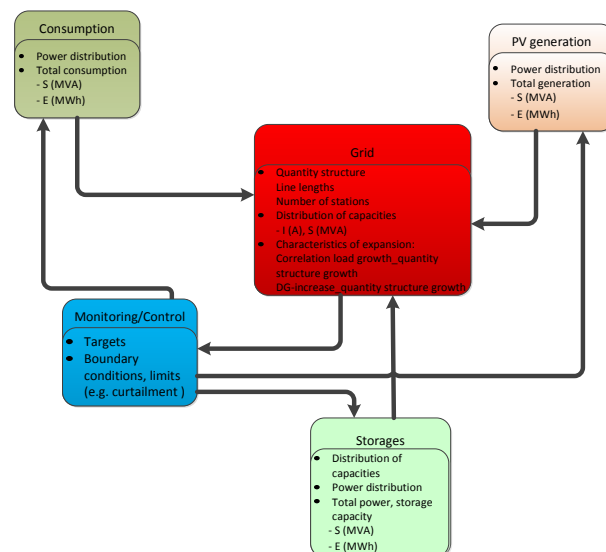 Consumption
• Power distribution
• Total consumption
- S (MVA)
- E (MWh)
PV generation
• Power distribution
• Total generation
- S (MVA)
- E (MWh)
Grid
• Quantity structure
Line lengths
Number of stations
• Distribution of capacities
- I (A), S (MVA)
• Characteristics of expansion:
Correlation load growth_quantity
structure growth
DG-Increase_quantity structure growth
Monitoring/Control
• Targets
• Boundary
conditions, limits
(e.g. curtailment )
Storages
• Distribution of
capacities
• Power distribution
• Total power, storage
capacity
- S (MVA)
- E (MWh)